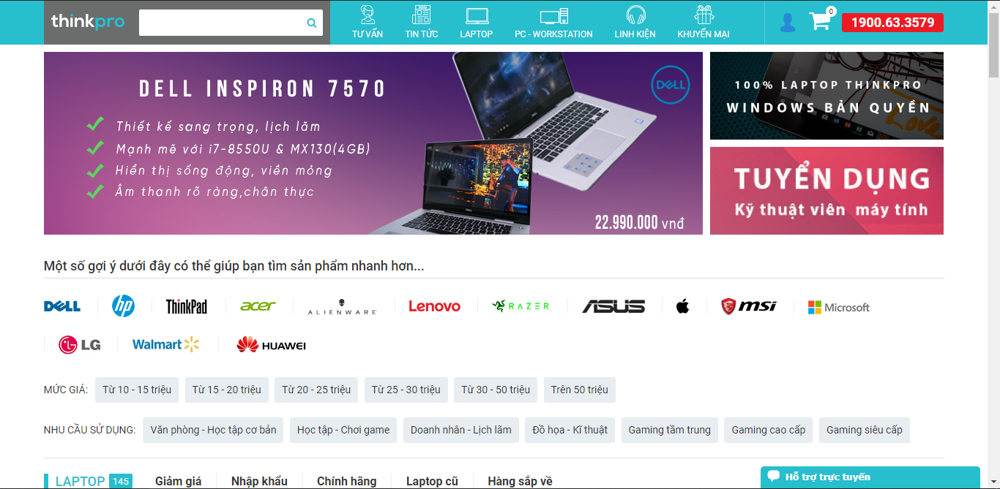 thinkpro
TƯ VẤN
TIN TỨC
LAPTOP
PC - WORKSTATION
LINH KIỆN
KHUYẾN MẠI
0
1900.63.3579
DELL INSPIRON 7570
DELL
Thiết kế sang trọng, lịch lãm
Mạnh mẽ với i7-8550U & MX130(4GB)
Hiển thị sống động, viền mỏng
Âm thanh rõ ràng,chân thực
22.990.000 vnđ
100% LAPTOP THINKPRO
WINDOWS BẢN QUYỀN
TUYỂN DỤNG
Kỹ thuật viên máy tính
Một số gợi ý dưới đây có thể giúp bạn tìm sản phẩm nhanh hơn...
DELL
hp
ThinkPad
acer
ALIENWARE
Lenovo
RAZER
ASUS
msi
Microsoft
LG
Walmart
HUAWEI
MỨC GIÁ: Từ 10 - 15 triệu Từ 15 - 20 triệu Từ 20 - 25 triệu Từ 25 - 30 triệu Từ 30 - 50 triệu Trên 50 triệu
NHU CẦU SỬ DỤNG: Văn phòng - Học tập cơ bản Học tập - Chơi game Doanh nhân - Lịch lãm Đồ họa - Kĩ thuật Gaming tầm trung Gaming cao cấp Gaming siêu cấp
LAPTOP 145 Giảm giá Nhập khẩu Chính hãng Laptop cũ Hàng sắp về
Hỗ trợ trực tuyến